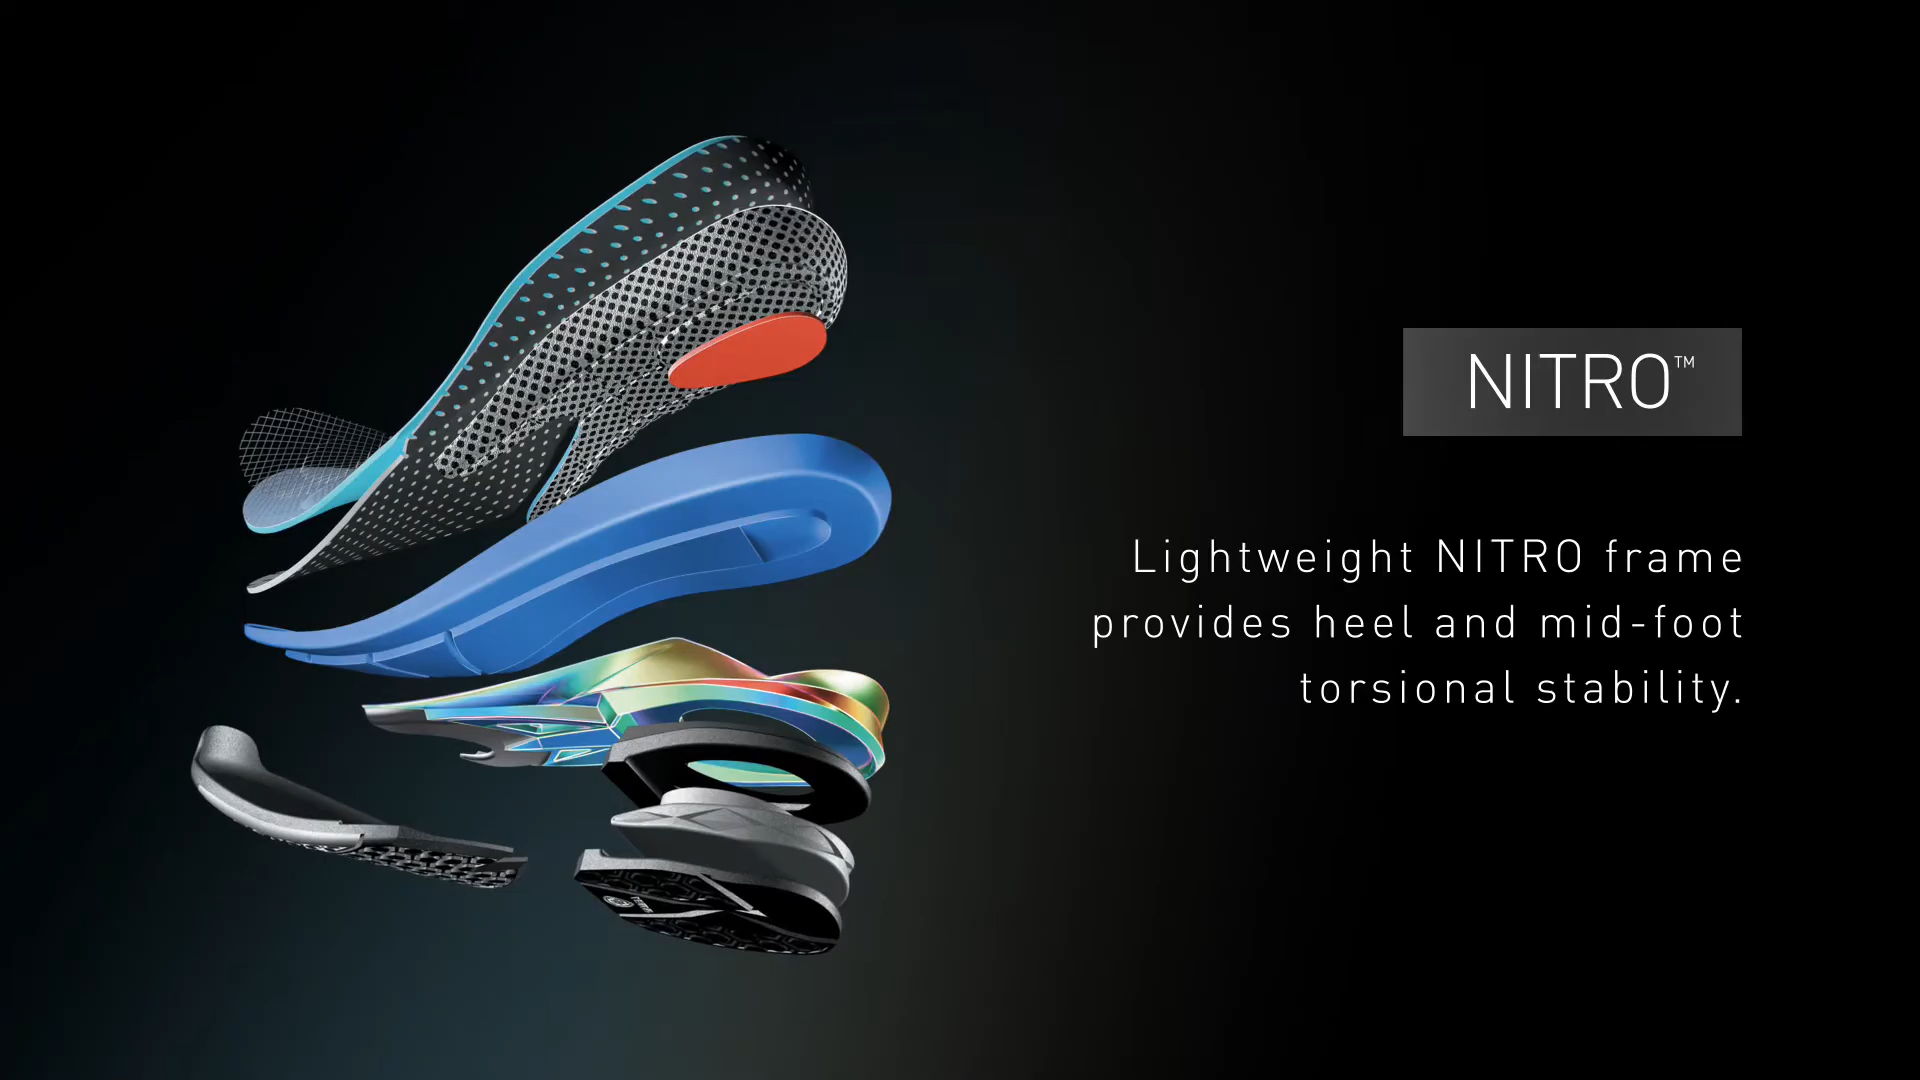 NITRO™
Lightweight NITRO frame
provides heel and mid-foot
torsional stability.